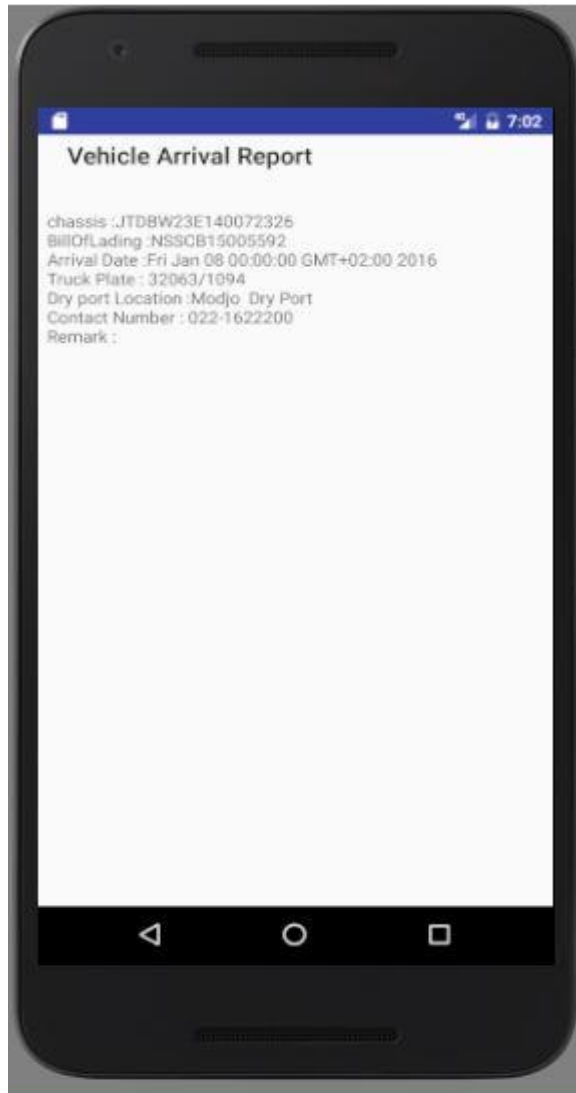 7:02
Vehicle Arrival Report
chassis :JTDBW23E140072326
BillOfLading :NSSCB15005592
Arrival Date :Fri Jan 08 00:00:00 GMT+02:00 2016
Truck Plate : 32063/1094
Dry port Location :Modjo  Dry Port
Contact Number : 022-1622200
Remark :